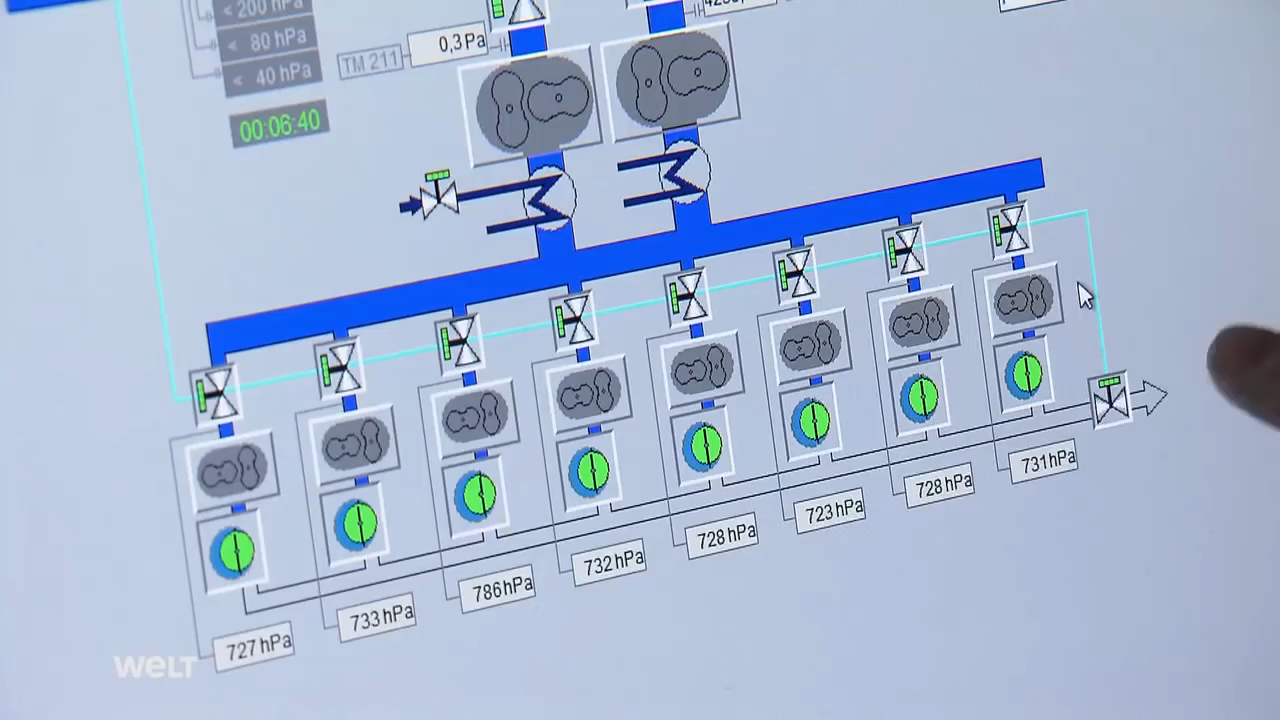 < 200 hPa
< 80 hPa
< 40 hPa
00:06:40
TM 211
0,3 Pa
727 hPa
733 hPa
786 hPa
732 hPa
728 hPa
723 hPa
728 hPa
731 hPa
WELT